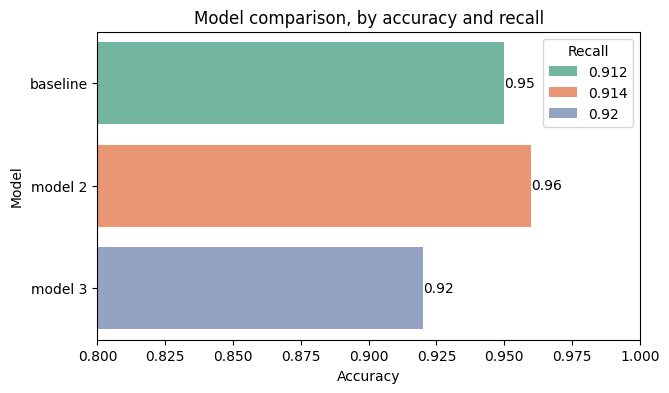 Model comparison, by accuracy and recall
Recall
0.912
0.914
0.92
baseline
0.95
model 2
0.96
model 3
0.92
Model
0.800 0.825 0.850 0.875 0.900 0.925 0.950 0.975 1.000
Accuracy